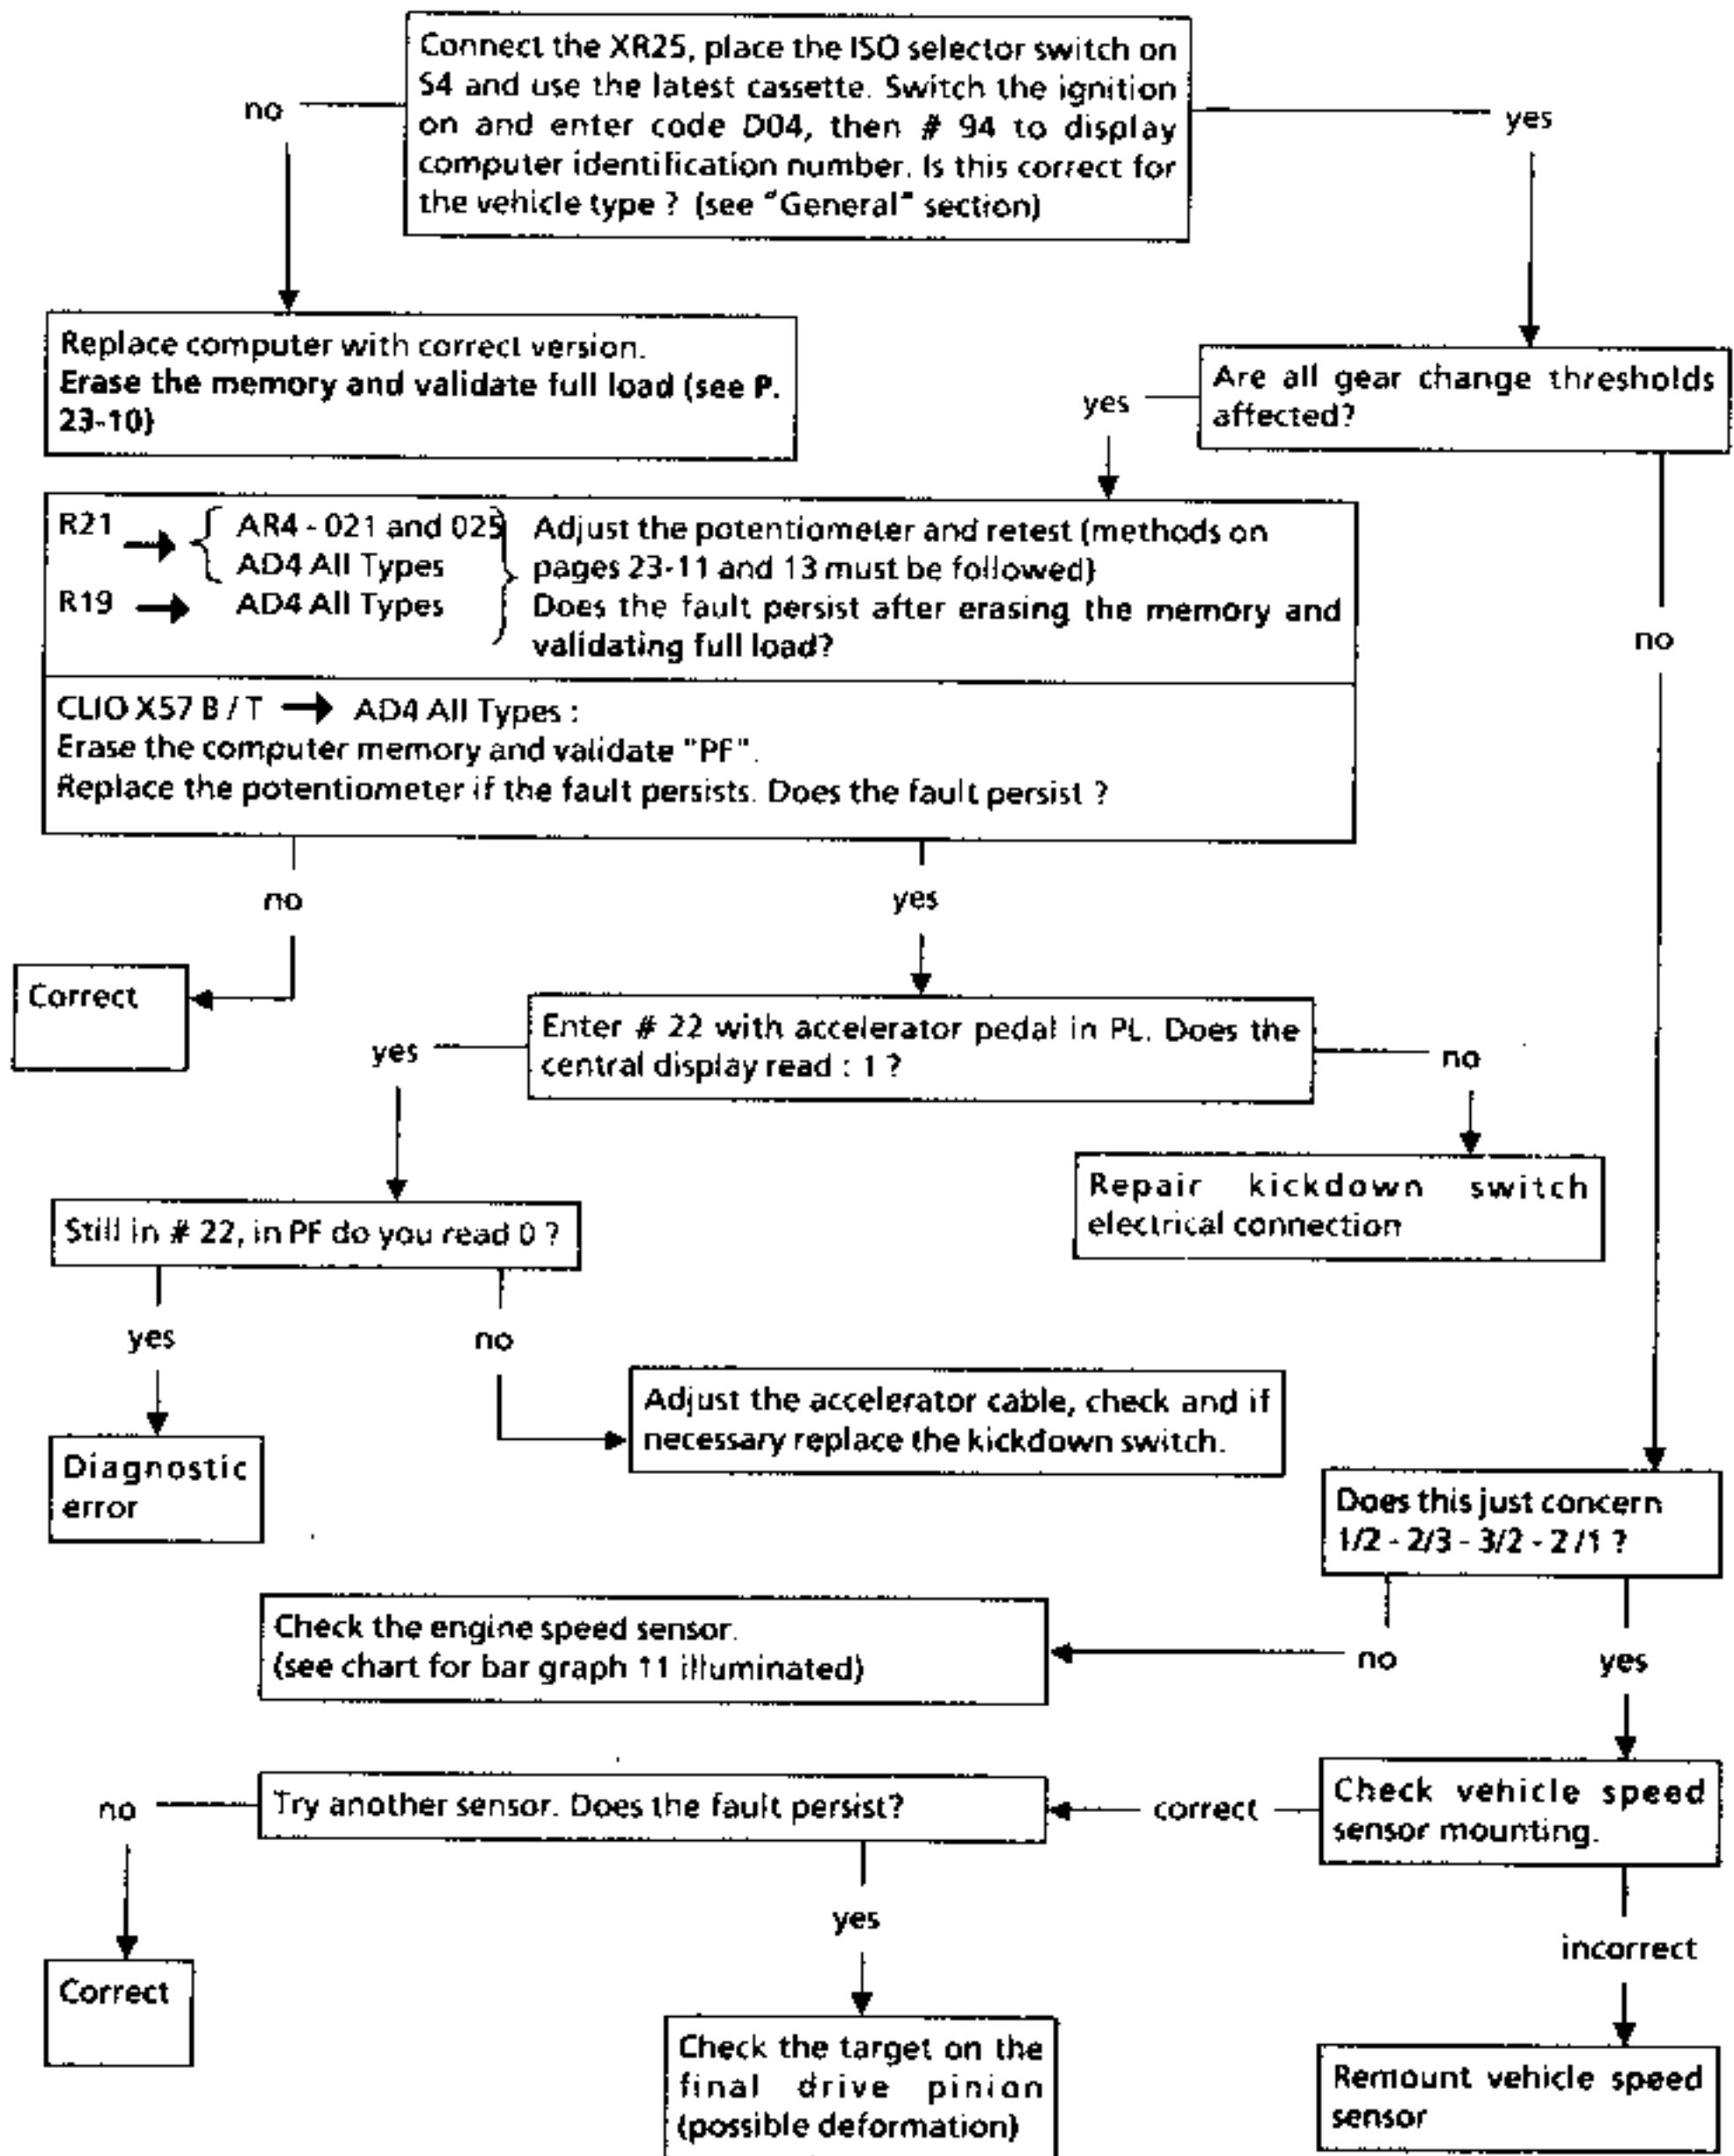 Connect the XR25, place the ISO selector switch on
S4 and use the latest cassette. Switch the ignition
on and enter code D04, then # 94 to display
computer identification number. Is this correct for
the vehicle type ? (see "General" section)
no
yes
Replace computer with correct version.
Erase the memory and validate full load (see P.
23-10)
Are all gear change thresholds
affected?
yes
no
R21 → { AR4 - 021 and 025
AD4 All Types
R19 → AD4 All Types
} Adjust the potentiometer and retest (methods on
pages 23-11 and 13 must be followed)
Does the fault persist after erasing the memory and
validating full load?
CLIO X57 B / T → AD4 All Types :
Erase the computer memory and validate "PF".
Replace the potentiometer if the fault persists. Does the fault persist ?
no
yes
Correct
Enter # 22 with accelerator pedal in PL. Does the
central display read : 1 ?
yes
no
Repair kickdown switch
electrical connection
Still in # 22, in PF do you read 0 ?
yes
no
Adjust the accelerator cable, check and if
necessary replace the kickdown switch.
Diagnostic
error
Does this just concern
1/2 - 2/3 - 3/2 - 2/1 ?
no
yes
Check the engine speed sensor.
(see chart for bar graph 11 illuminated)
Check vehicle speed
sensor mounting.
correct
incorrect
Try another sensor. Does the fault persist?
no
yes
Correct
Check the target on the
final drive pinion
(possible deformation)
Remount vehicle speed
sensor